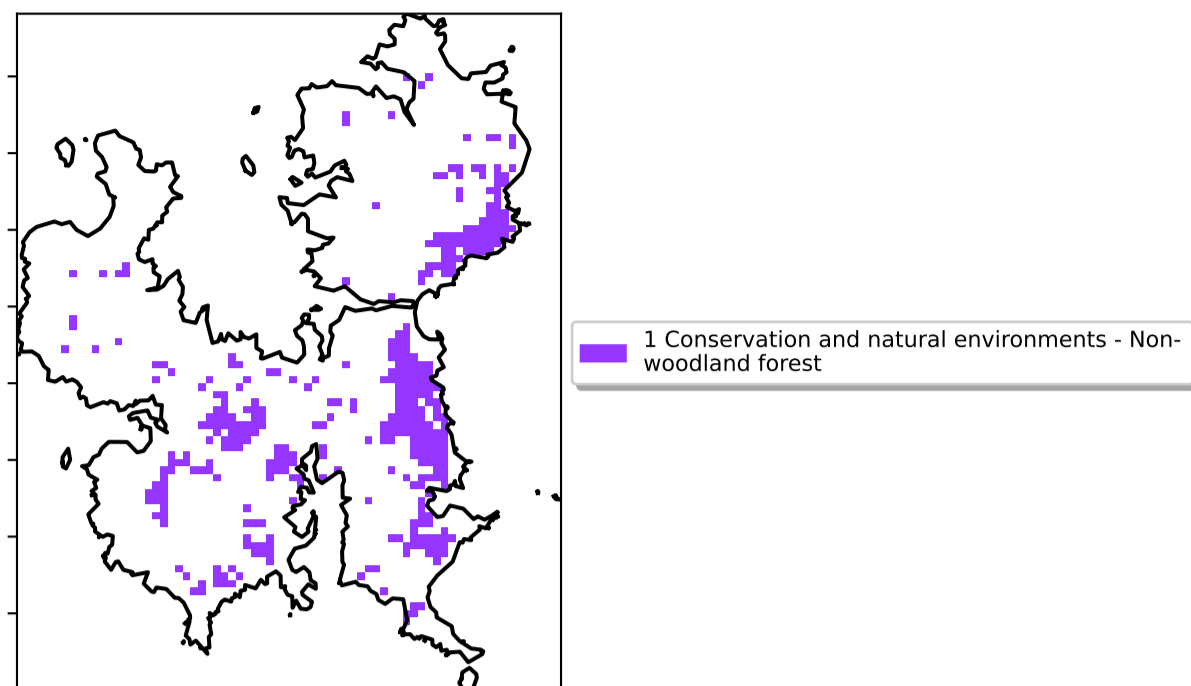 1 Conservation and natural environments - Non-
woodland forest